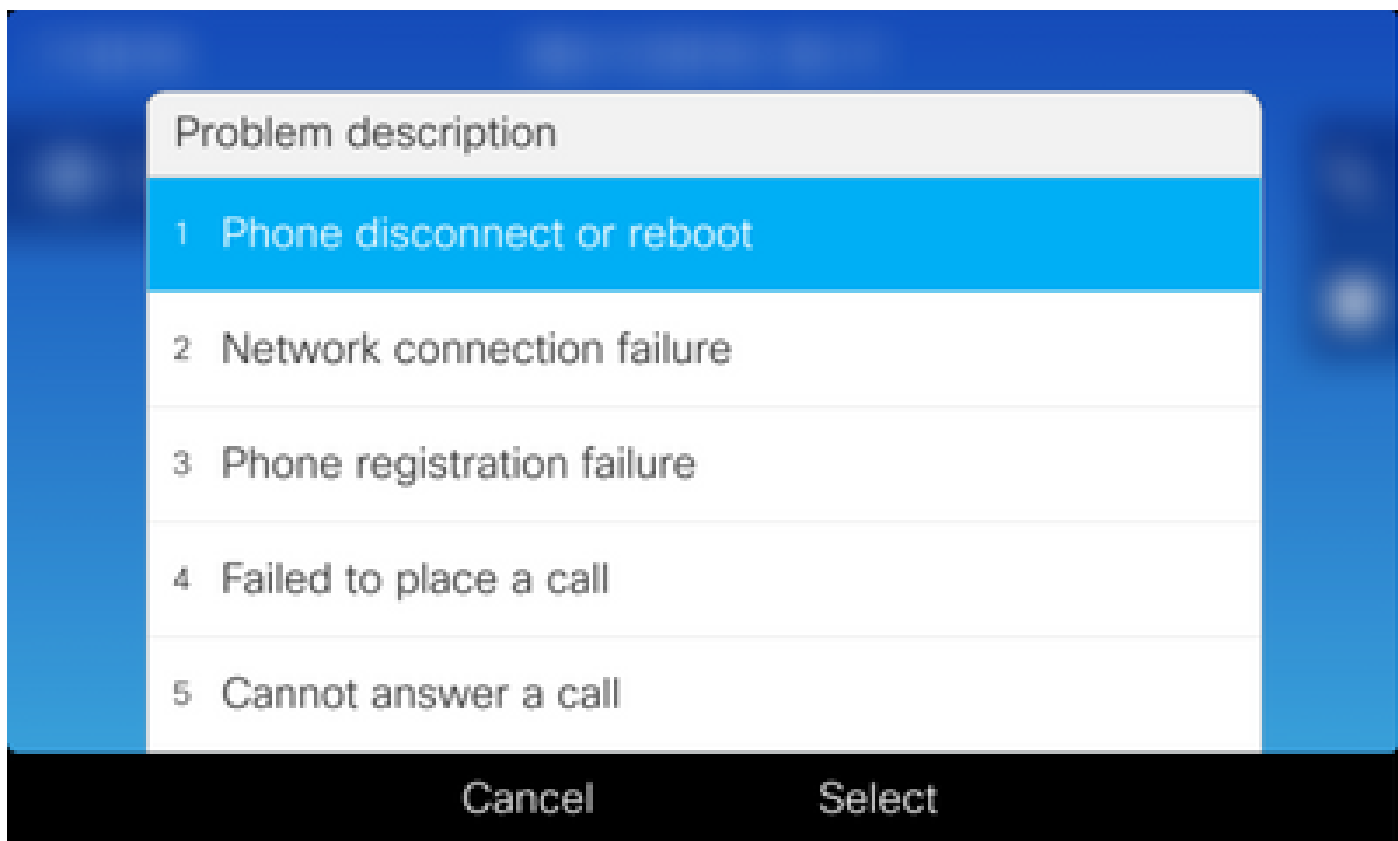 Problem description
1 Phone disconnect or reboot
2 Network connection failure
3 Phone registration failure
4 Failed to place a call
5 Cannot answer a call
Cancel Select